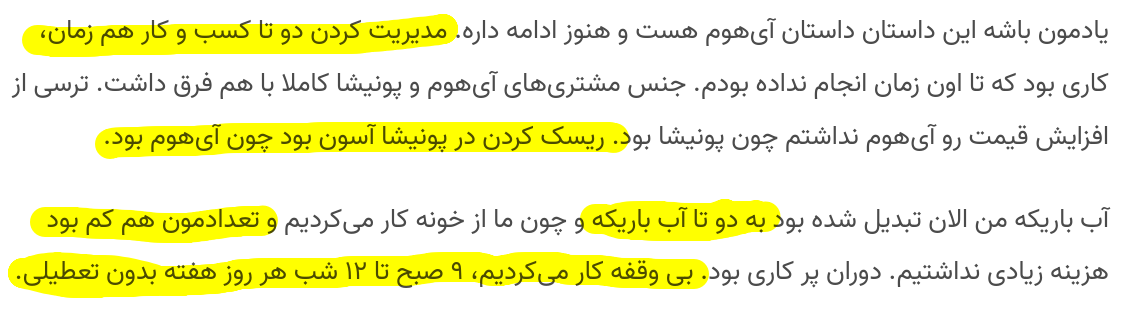 یادمون باشه این داستان داستان آی‌هوم هست و هنوز ادامه داره. مدیریت کردن دو تا کسب و کار هم زمان،
کاری بود که تا اون زمان انجام نداده بودم. جنس مشتری‌های آی‌هوم و پونیشا کاملا با هم فرق داشت. ترسی از
افزایش قیمت رو آی‌هوم نداشتم چون پونیشا بود. ریسک کردن در پونیشا آسون بود چون آی‌هوم بود.
آب باریکه من الان تبدیل شده بود به دو تا آب باریکه و چون ما از خونه کار می‌کردیم و تعدادمون هم کم بود
هزینه زیادی نداشتیم. دوران پر کاری بود. بی وقفه کار می‌کردیم، ۹ صبح تا ۱۲ شب هر روز هفته بدون تعطیلی.